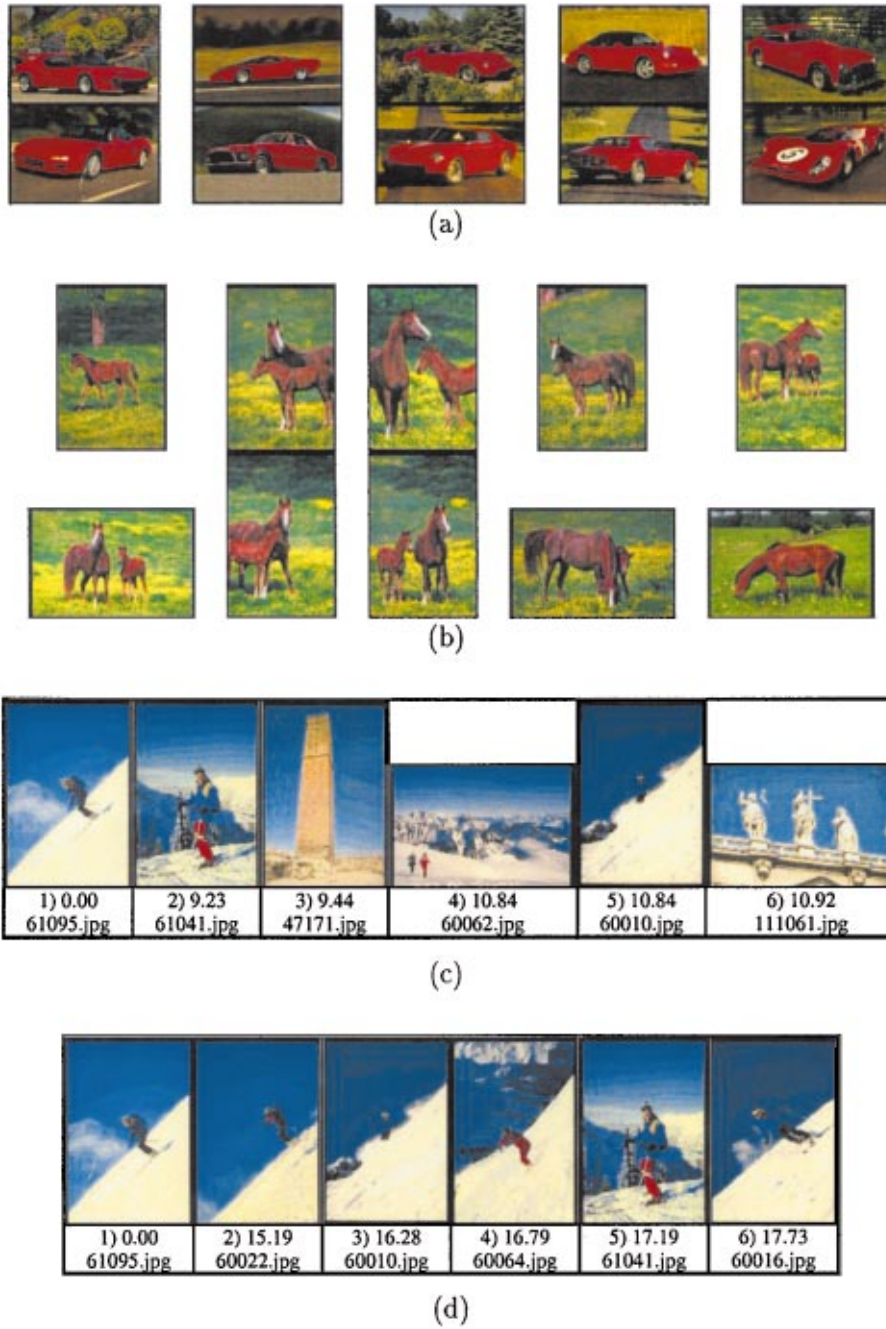 (a)
(b)
1) 0.00 2) 9.23 3) 9.44 4) 10.84 5) 10.84 6) 10.92
61095.jpg 61041.jpg 47171.jpg 60062.jpg 60010.jpg 111061.jpg
(c)
1) 0.00 2) 15.19 3) 16.28 4) 16.79 5) 17.19 6) 17.73
61095.jpg 60022.jpg 60010.jpg 60064.jpg 61041.jpg 60016.jpg
(d)